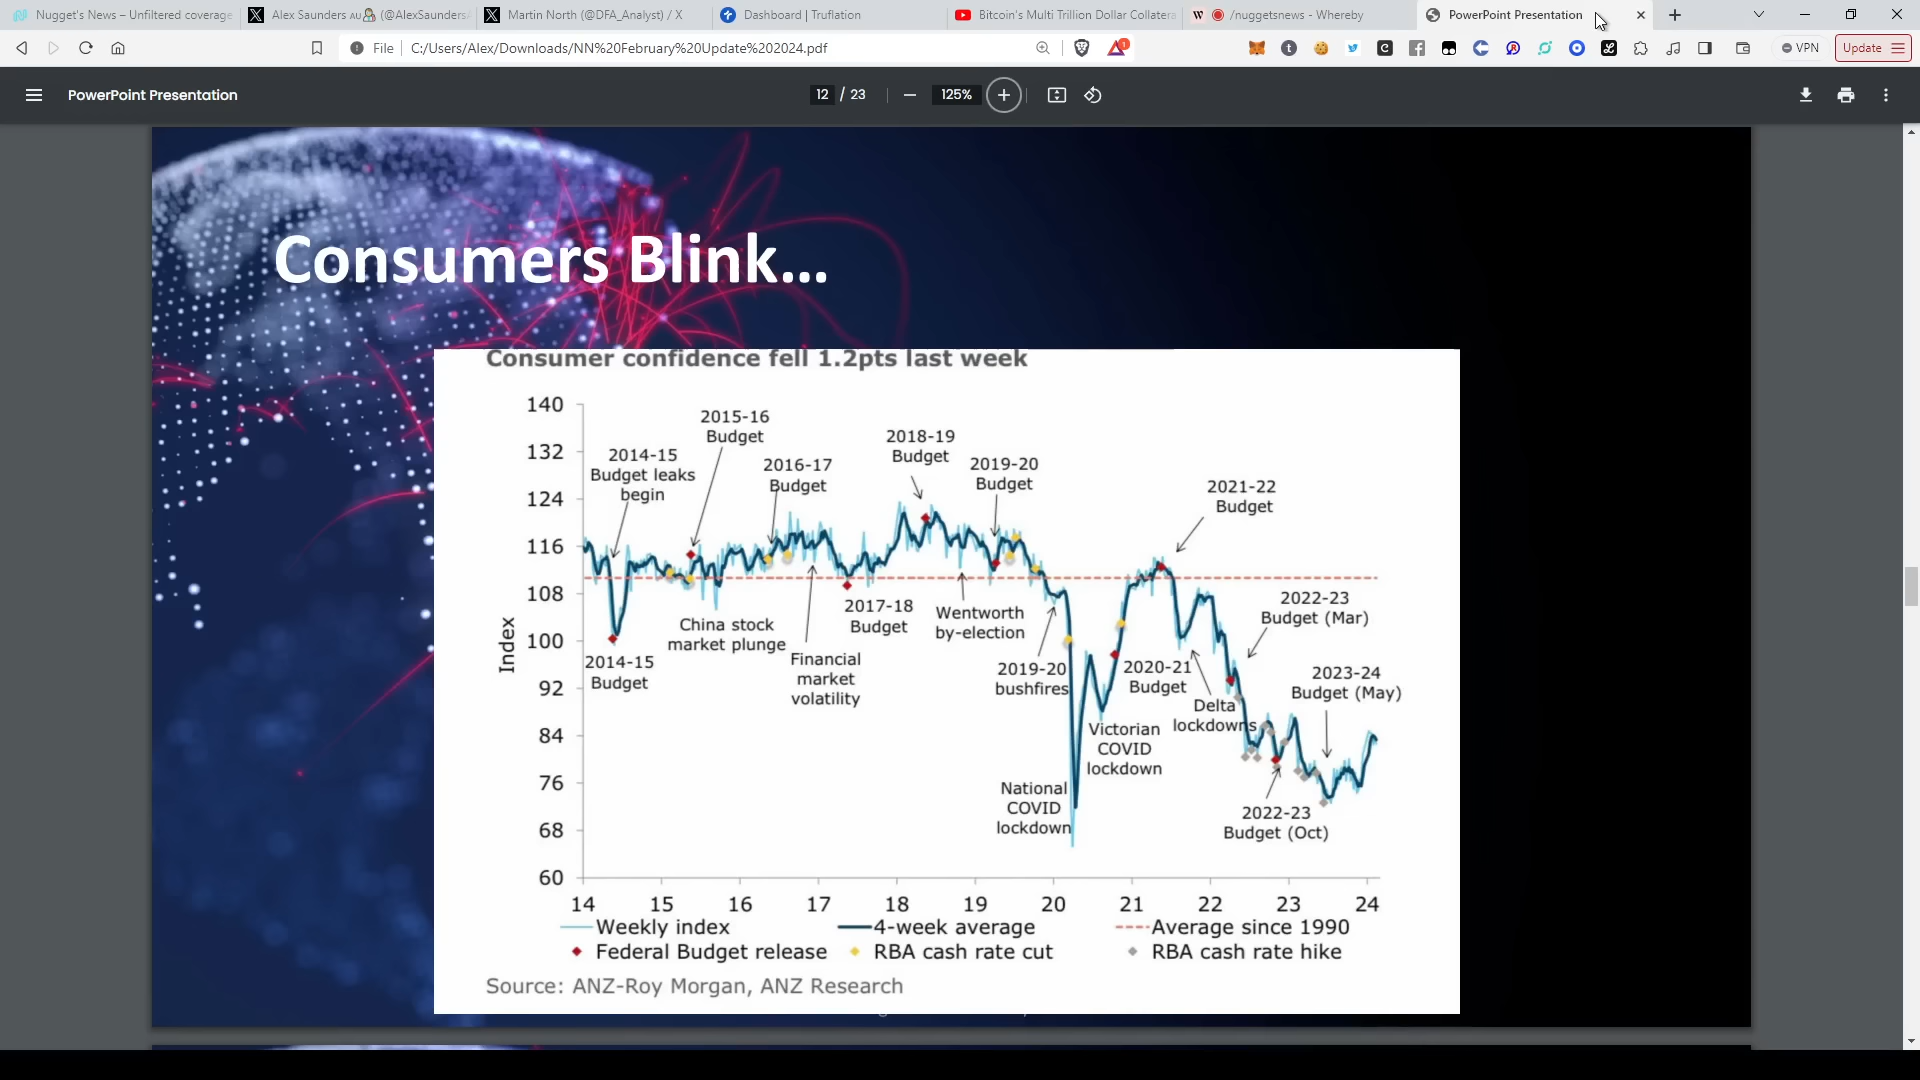 Nugget's News – Unfiltered coverage
Alex Saunders AU (@AlexSaunders
Martin North (@DFA_Analyst) / X
Dashboard | Truflation
Bitcoin's Multi Trillion Dollar Collatera
/nuggetsnews - Whereby
PowerPoint Presentation
File
C:/Users/Alex/Downloads/NN%20February%20Update%202024.pdf
1
VPN
Update
PowerPoint Presentation
12 / 23
125%
Consumers Blink...
Consumer confidence fell 1.2pts last week
140
132
124
116
108
100
92
84
76
68
60
Index
2014-15
Budget leaks
begin
2015-16
Budget
2016-17
Budget
2018-19
Budget
2019-20
Budget
2021-22
Budget
2014-15
Budget
China stock
market plunge
Financial
market
volatility
2017-18
Budget
Wentworth
by-election
2019-20
bushfires
National
COVID
lockdown
Victorian
COVID
lockdown
2020-21
Budget
Delta
lockdowns
2022-23
Budget (Mar)
2022-23
Budget (Oct)
2023-24
Budget (May)
14 15 16 17 18 19 20 21 22 23 24
Weekly index 4-week average Average since 1990
Federal Budget release RBA cash rate cut RBA cash rate hike
Source: ANZ-Roy Morgan, ANZ Research